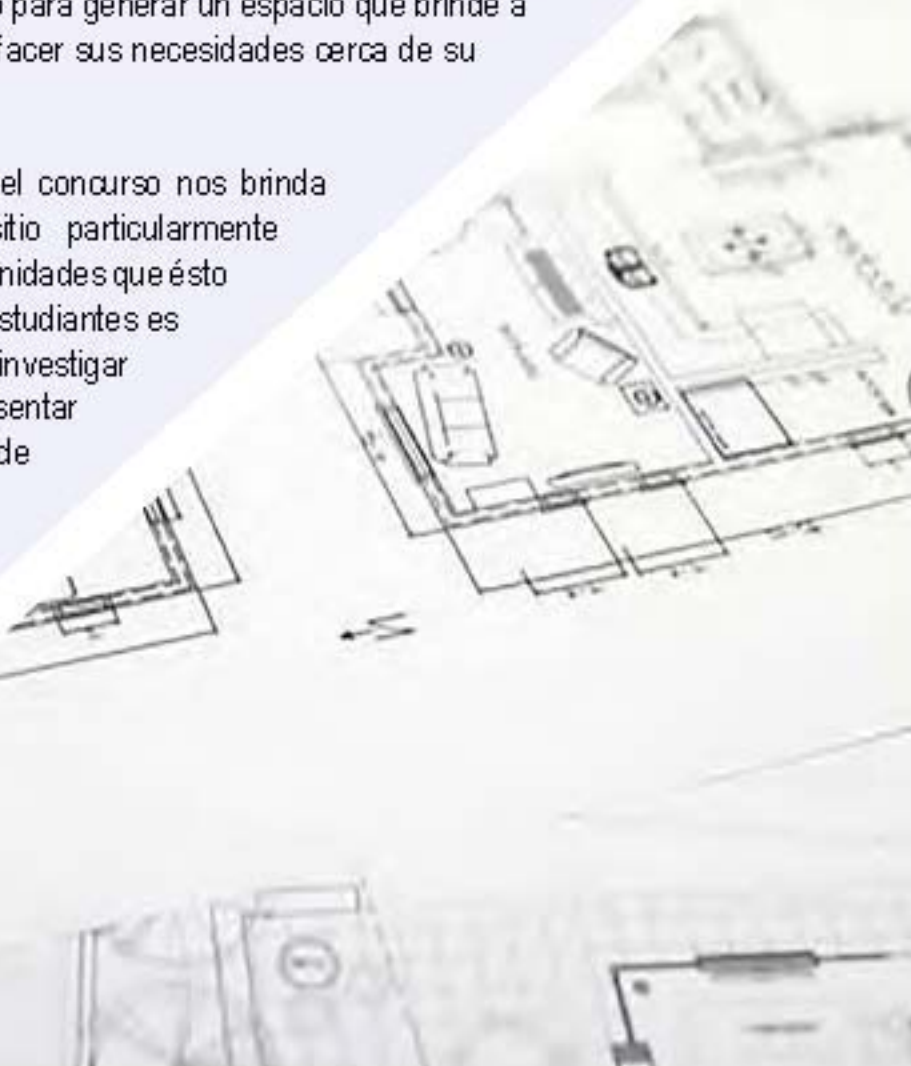 para generar un espacio que brinde a
facer sus necesidades cerca de su
el concurso nos brinda
itio particularmente
nidades que ésto
studiantes es
investigar
sentar
de